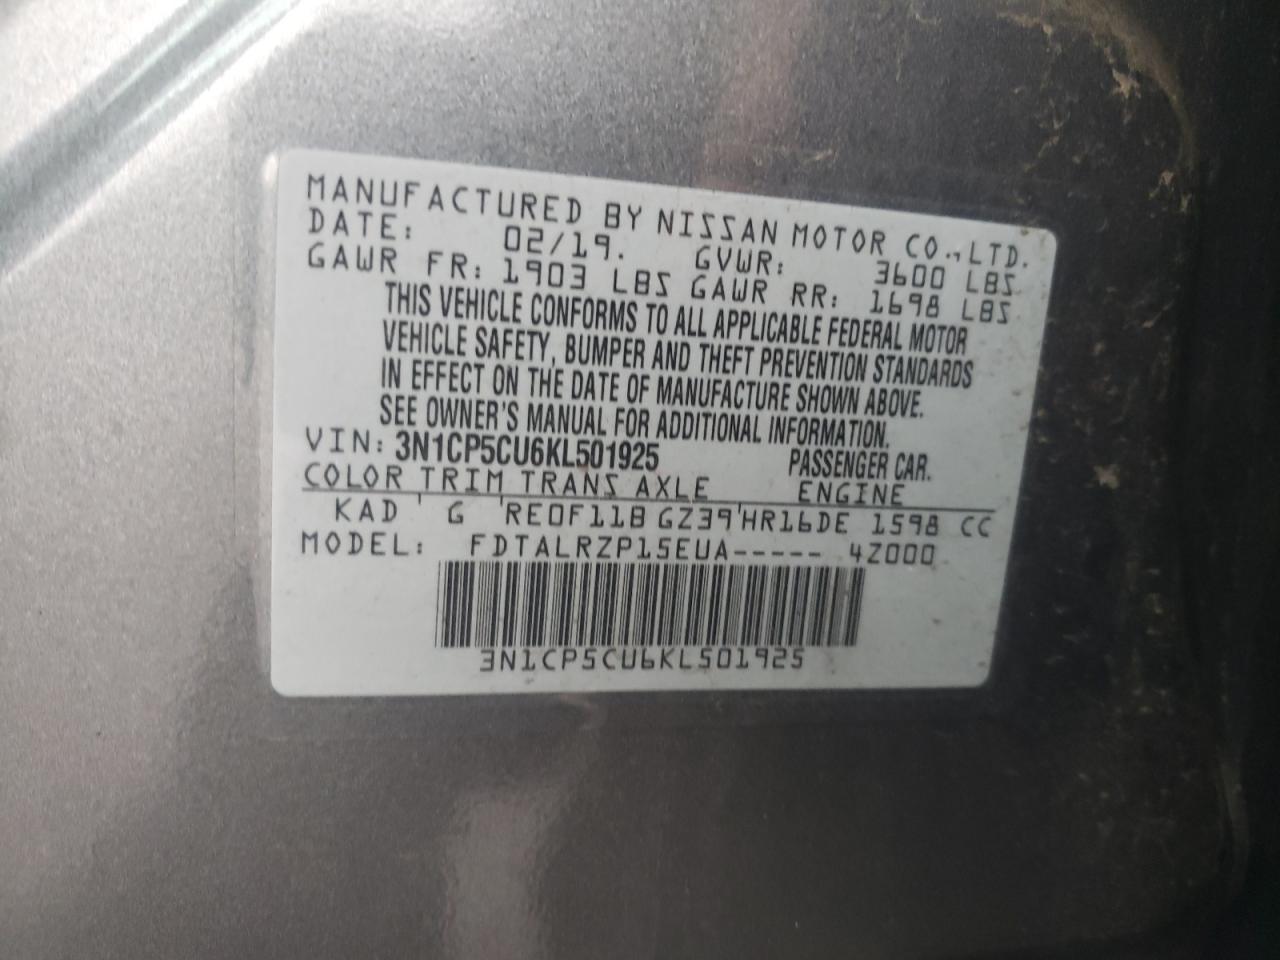 MANUFACTURED BY NISSAN MOTOR CO.,LTD.
DATE: 02/19. GVWR: 3600 LBS
GAWR FR: 1903 LBS GAWR RR: 1698 LBS
THIS VEHICLE CONFORMS TO ALL APPLICABLE FEDERAL MOTOR
VEHICLE SAFETY, BUMPER AND THEFT PREVENTION STANDARDS
IN EFFECT ON THE DATE OF MANUFACTURE SHOWN ABOVE.
SEE OWNER'S MANUAL FOR ADDITIONAL INFORMATION.
VIN: 3N1CP5CU6KL501925 PASSENGER CAR.
COLOR TRIM TRANS AXLE ENGINE
KAD ' G 'RE0F11B GZ39'HR16DE 1598 CC
MODEL: FDTALRZP15EUA----- 4Z000
3N1CP5CU6KL501925